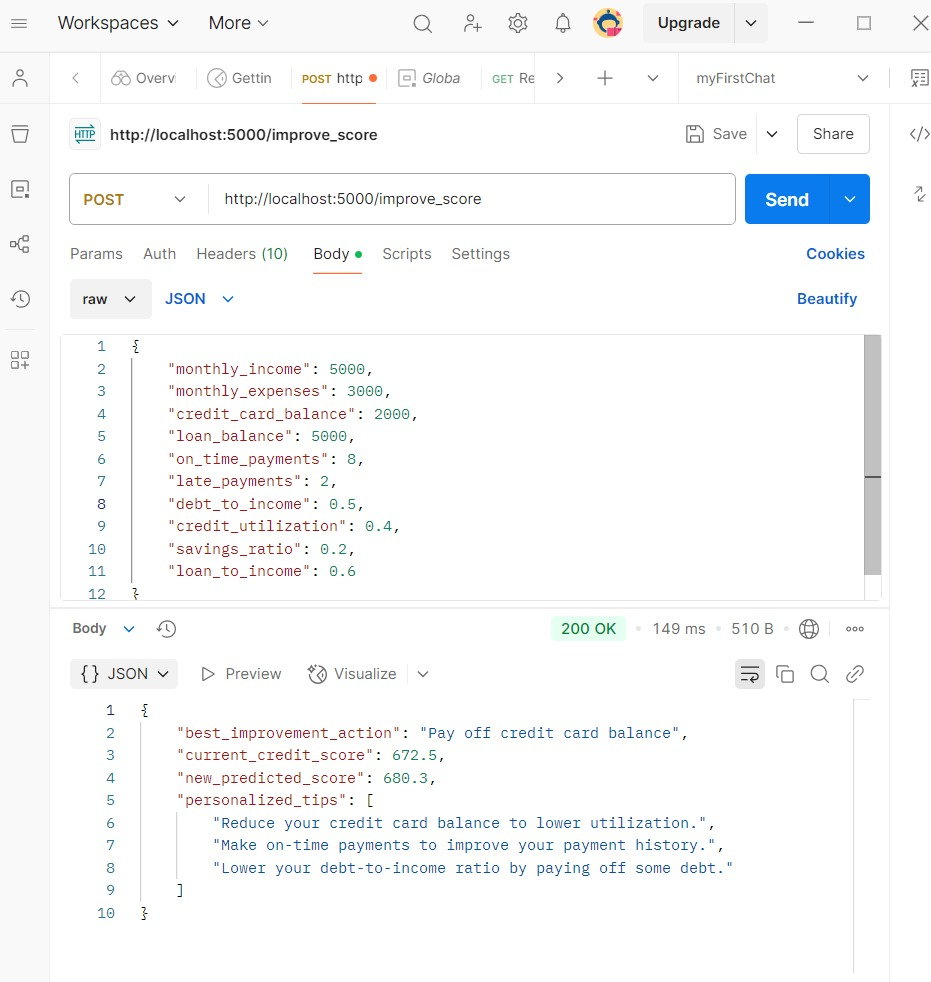 Workspaces More Upgrade
Overvi Gettin POST http Globa GET Re myFirstChat
HTTP http://localhost:5000/improve_score Save Share
POST http://localhost:5000/improve_score Send
Params Auth Headers (10) Body Scripts Settings Cookies
raw JSON Beautify
1 {
2 "monthly_income": 5000,
3 "monthly_expenses": 3000,
4 "credit_card_balance": 2000,
5 "loan_balance": 5000,
6 "on_time_payments": 8,
7 "late_payments": 2,
8 "debt_to_income": 0.5,
9 "credit_utilization": 0.4,
10 "savings_ratio": 0.2,
11 "loan_to_income": 0.6
12 }
Body 200 OK 149 ms 510 B
{} JSON Preview Visualize
1 {
2 "best_improvement_action": "Pay off credit card balance",
3 "current_credit_score": 672.5,
4 "new_predicted_score": 680.3,
5 "personalized_tips": [
6 "Reduce your credit card balance to lower utilization.",
7 "Make on-time payments to improve your payment history.",
8 "Lower your debt-to-income ratio by paying off some debt."
9 ]
10 }